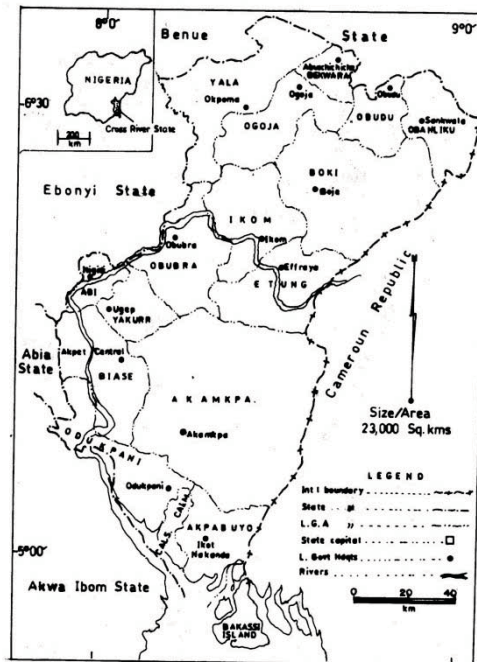 8°0' 9°0'
Benue State
NIGERIA
Cross River State
200
km
6°30
YALA
Okpoma
Abuochichiche
BEKWARA
Ogoja
OGOJA
Obudu
OBUDU
Sankwala
OBANLIKU
BOKI
Boje
Ebonyi State
IKOM
Ikom
Obubra
OBUBRA
Effraya
ETUNG
ABI
Ugep
YAKURR
Cameroun Republic
Abia
State
Akpet Central
BIASE
AKAMKPA
Akamkpa
Size/Area
23,000 Sq.kms
ODUKPANI
Odukpani
CALS
CALM
AKPABUYO
Ikot
Nakanda
5°00'
Akwa Ibom State
BAKASSI
ISLAND
LEGEND
Int'l boundary
State "
L.G.A "
State capital
L. Govt Hdqts
Rivers
0 20 40
km